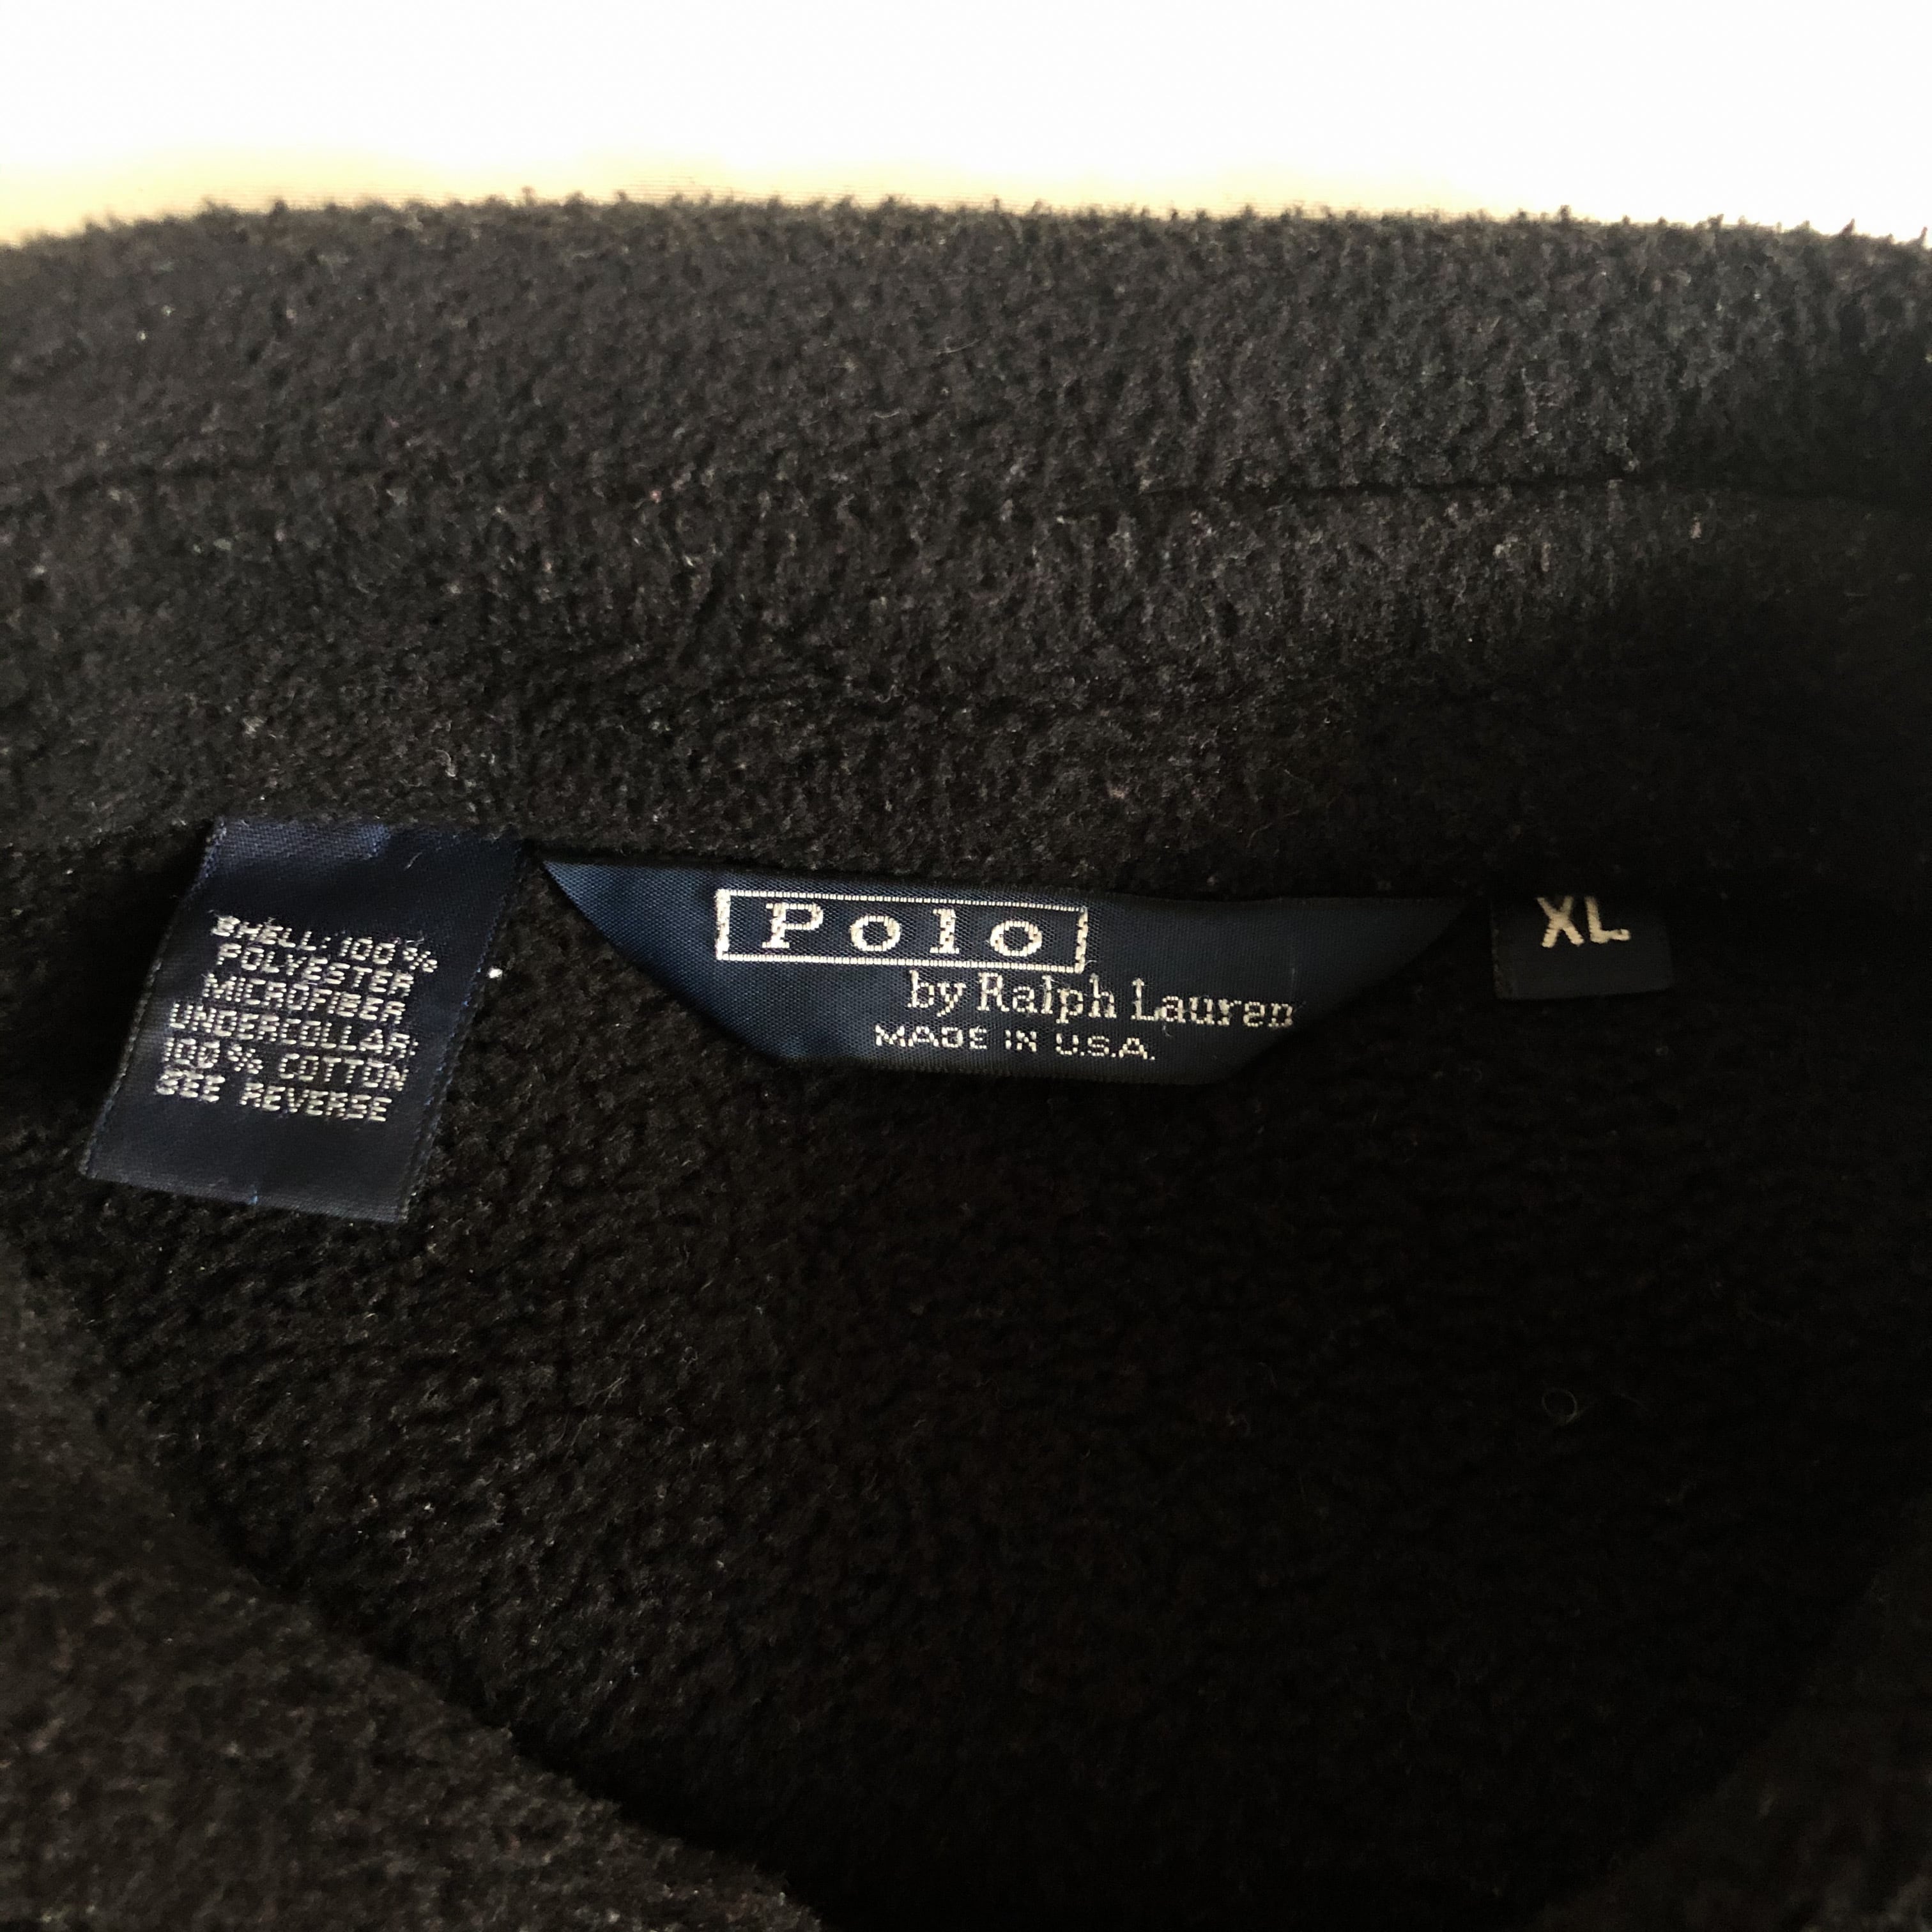 SHELL: 100%
POLYESTER
MICROFIBER
UNDERCOLLAR:
100% COTTON
SEE REVERSE
Polo
by Ralph Lauren
MADE IN U.S.A.
XL